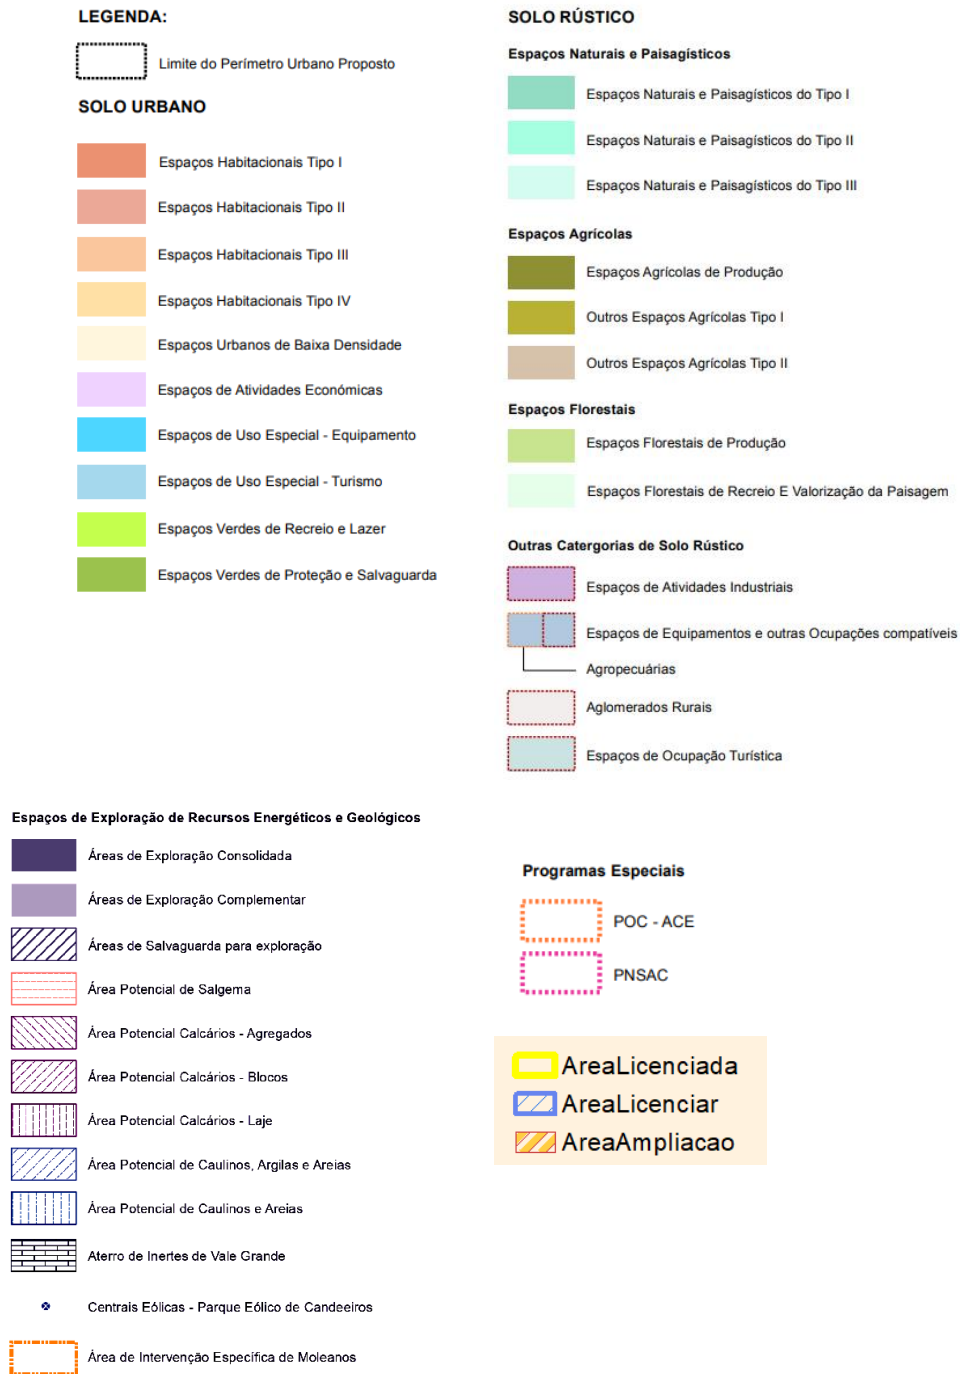 LEGENDA:
Limite do Perímetro Urbano Proposto
SOLO URBANO
Espaços Habitacionais Tipo I
Espaços Habitacionais Tipo II
Espaços Habitacionais Tipo III
Espaços Habitacionais Tipo IV
Espaços Urbanos de Baixa Densidade
Espaços de Atividades Económicas
Espaços de Uso Especial - Equipamento
Espaços de Uso Especial - Turismo
Espaços Verdes de Recreio e Lazer
Espaços Verdes de Proteção e Salvaguarda
SOLO RÚSTICO
Espaços Naturais e Paisagísticos
Espaços Naturais e Paisagísticos do Tipo I
Espaços Naturais e Paisagísticos do Tipo II
Espaços Naturais e Paisagísticos do Tipo III
Espaços Agrícolas
Espaços Agrícolas de Produção
Outros Espaços Agrícolas Tipo I
Outros Espaços Agrícolas Tipo II
Espaços Florestais
Espaços Florestais de Produção
Espaços Florestais de Recreio E Valorização da Paisagem
Outras Catergorias de Solo Rústico
Espaços de Atividades Industriais
Espaços de Equipamentos e outras Ocupações compatíveis
Agropecuárias
Aglomerados Rurais
Espaços de Ocupação Turística
Espaços de Exploração de Recursos Energéticos e Geológicos
Áreas de Exploração Consolidada
Áreas de Exploração Complementar
Áreas de Salvaguarda para exploração
Área Potencial de Salgema
Área Potencial Calcários - Agregados
Área Potencial Calcários - Blocos
Área Potencial Calcários - Laje
Área Potencial de Caulinos, Argilas e Areias
Área Potencial de Caulinos e Areias
Aterro de Inertes de Vale Grande
Centrais Eólicas - Parque Eólico de Candeeiros
Área de Intervenção Específica de Moleanos
Programas Especiais
POC - ACE
PNSAC
AreaLicenciada
AreaLicenciar
AreaAmpliacao